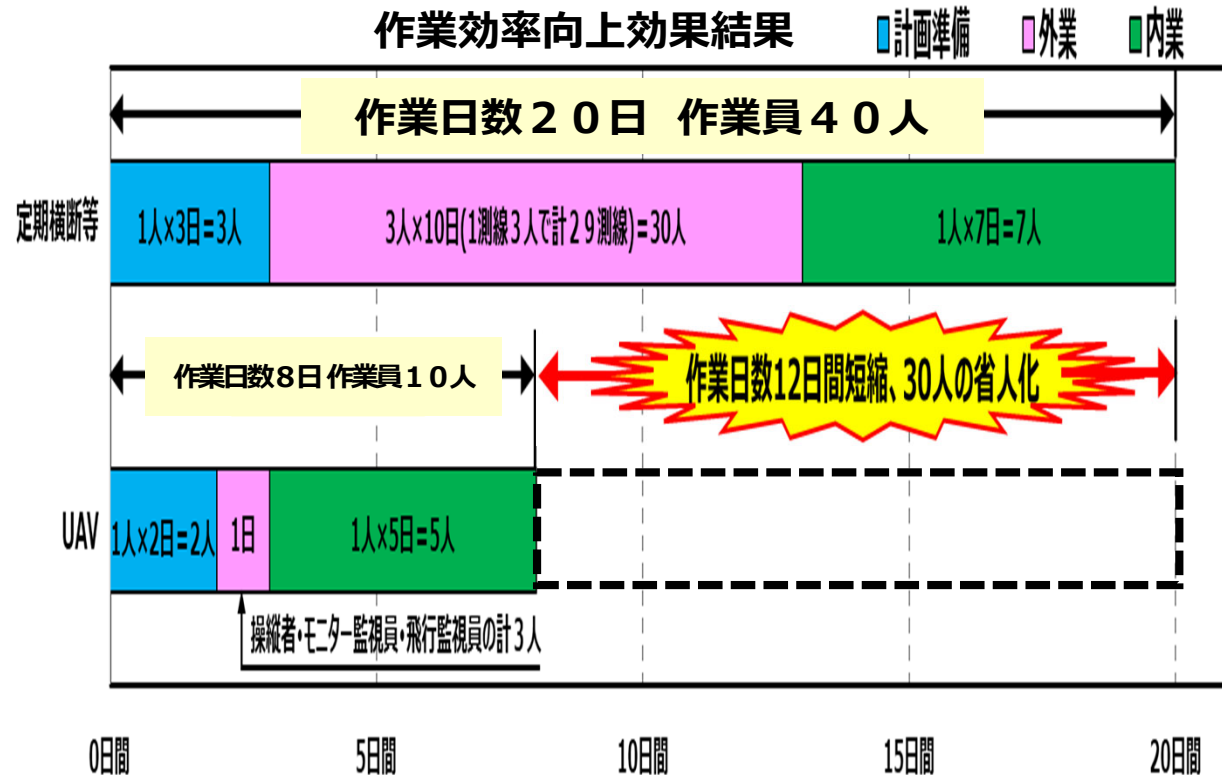 作業効率向上効果結果
計画準備 外業 内業
作業日数20日 作業員40人
定期横断等
1人×3日=3人
3人×10日(1測線3人で計29測線)=30人
1人×7日=7人
作業日数8日 作業員10人
作業日数12日間短縮、30人の省人化
UAV
1人×2日=2人
1日
1人×5日=5人
操縦者・モニター監視員・飛行監視員の計3人
0日間 5日間 10日間 15日間 20日間